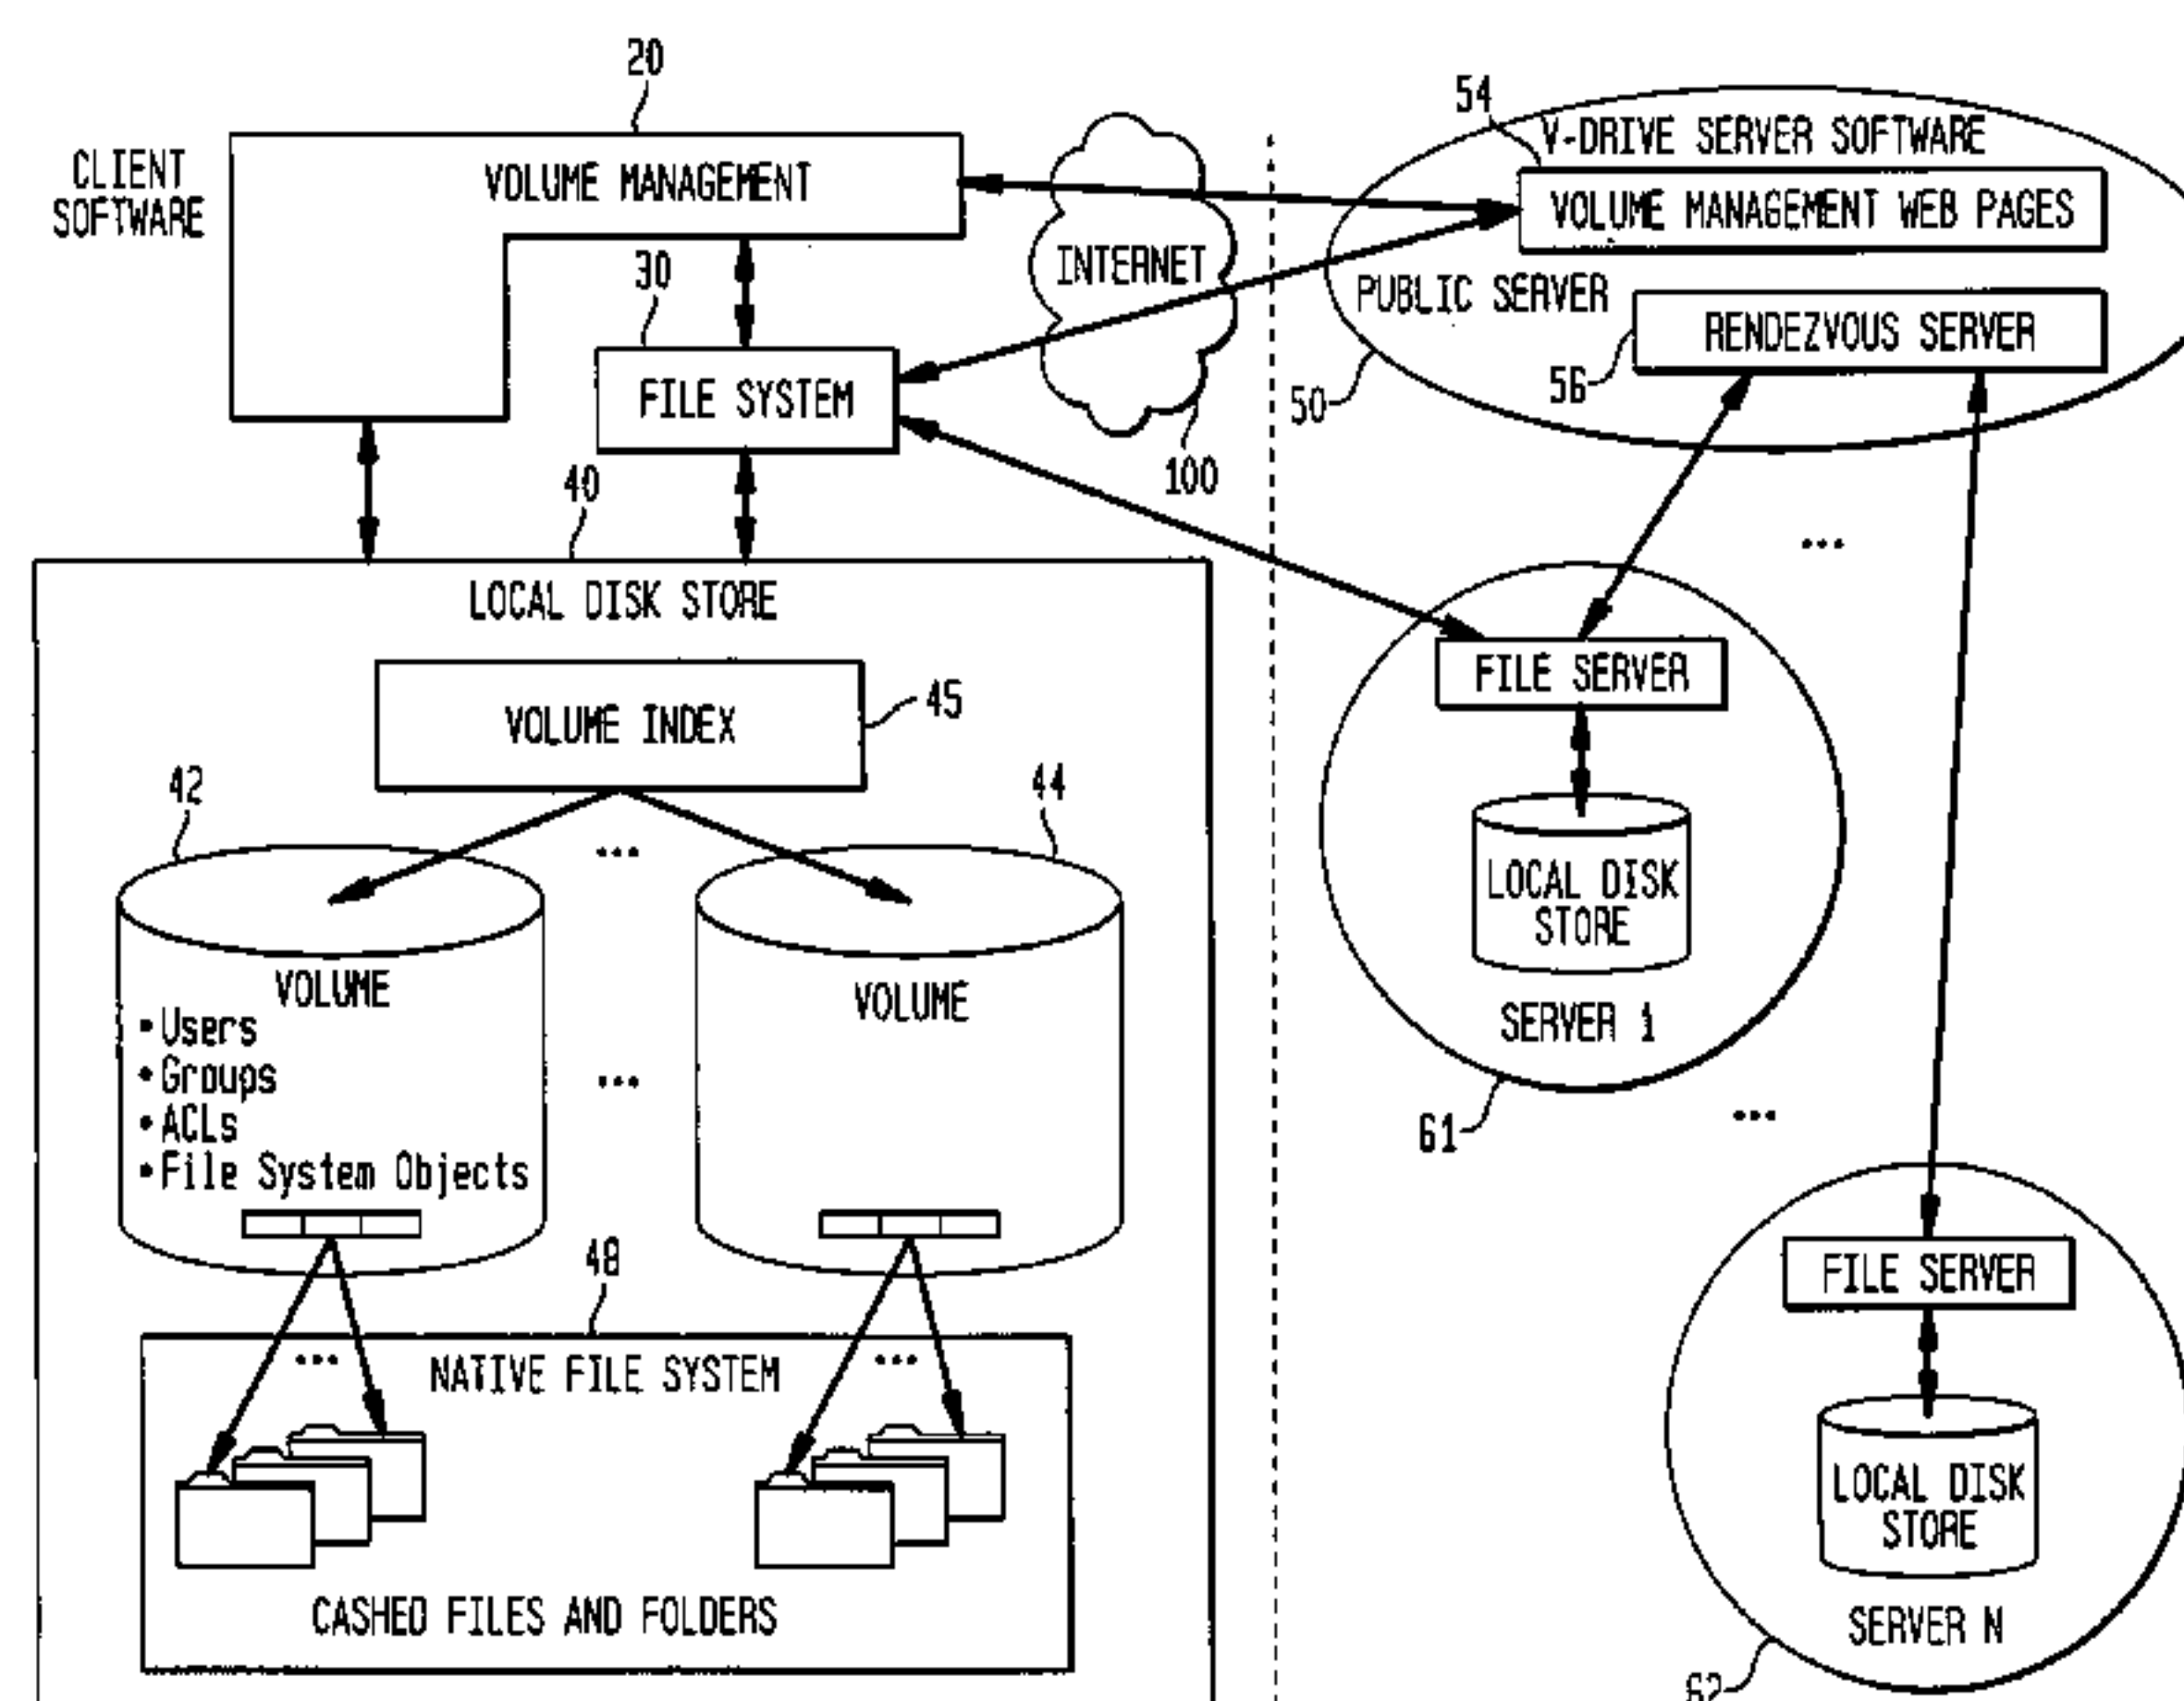 20
CLIENT
SOFTWARE
VOLUME MANAGEMENT
30
FILE SYSTEM
INTERNET
100
54
V-DRIVE SERVER SOFTWARE
VOLUME MANAGEMENT WEB PAGES
PUBLIC SERVER
RENDEZVOUS SERVER
56
50
...
40
LOCAL DISK STORE
VOLUME INDEX
45
42
...
44
VOLUME
•Users
•Groups
•ACLs
•File System Objects
...
VOLUME
48
...
NATIVE FILE SYSTEM
...
CASHED FILES AND FOLDERS
FILE SERVER
LOCAL DISK
STORE
SERVER 1
61
...
FILE SERVER
LOCAL DISK
STORE
SERVER N
62